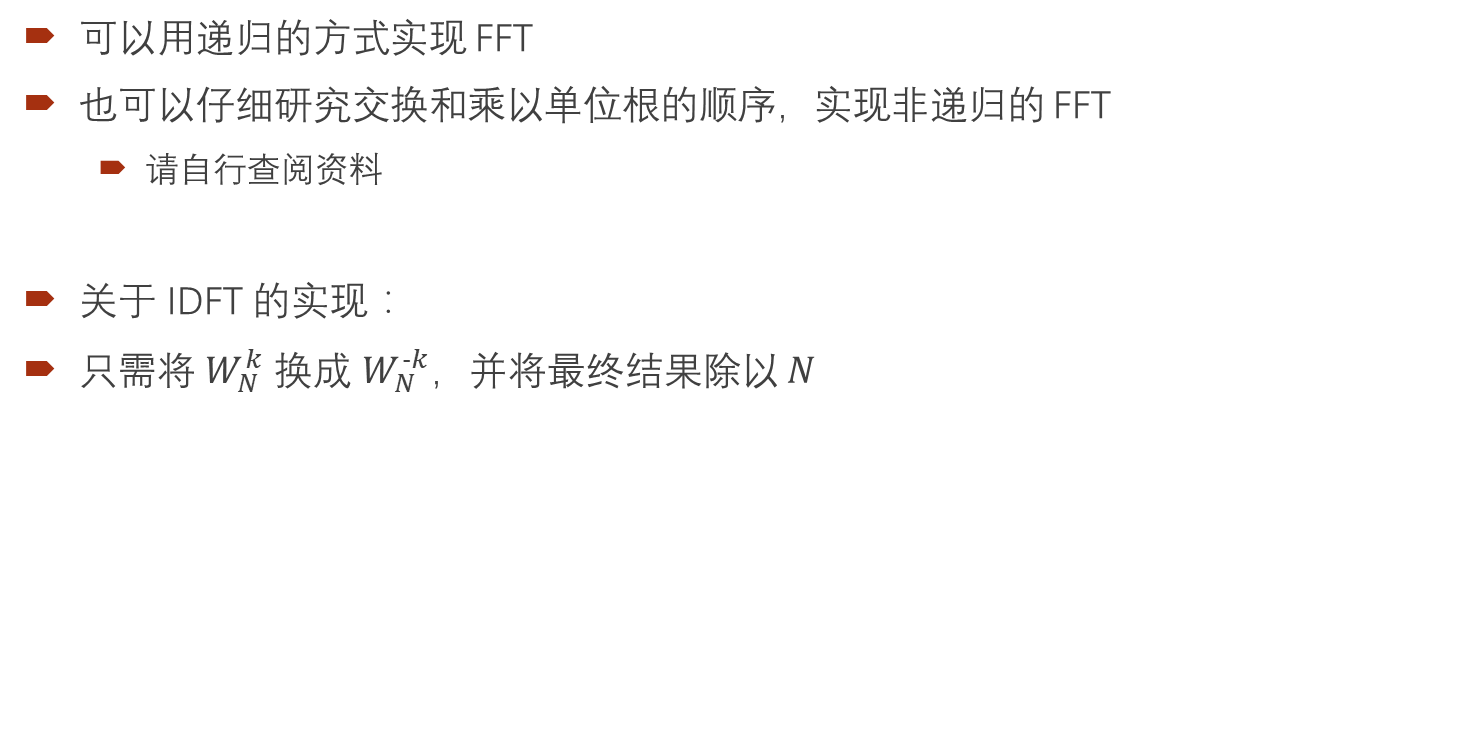 可以用递归的方式实现 FFT
也可以仔细研究交换和乘以单位根的顺序，实现非递归的 FFT
请自行查阅资料
关于 IDFT 的实现：
只需将 $W_N^k$ 换成 $W_N^{-k}$，并将最终结果除以 $N$